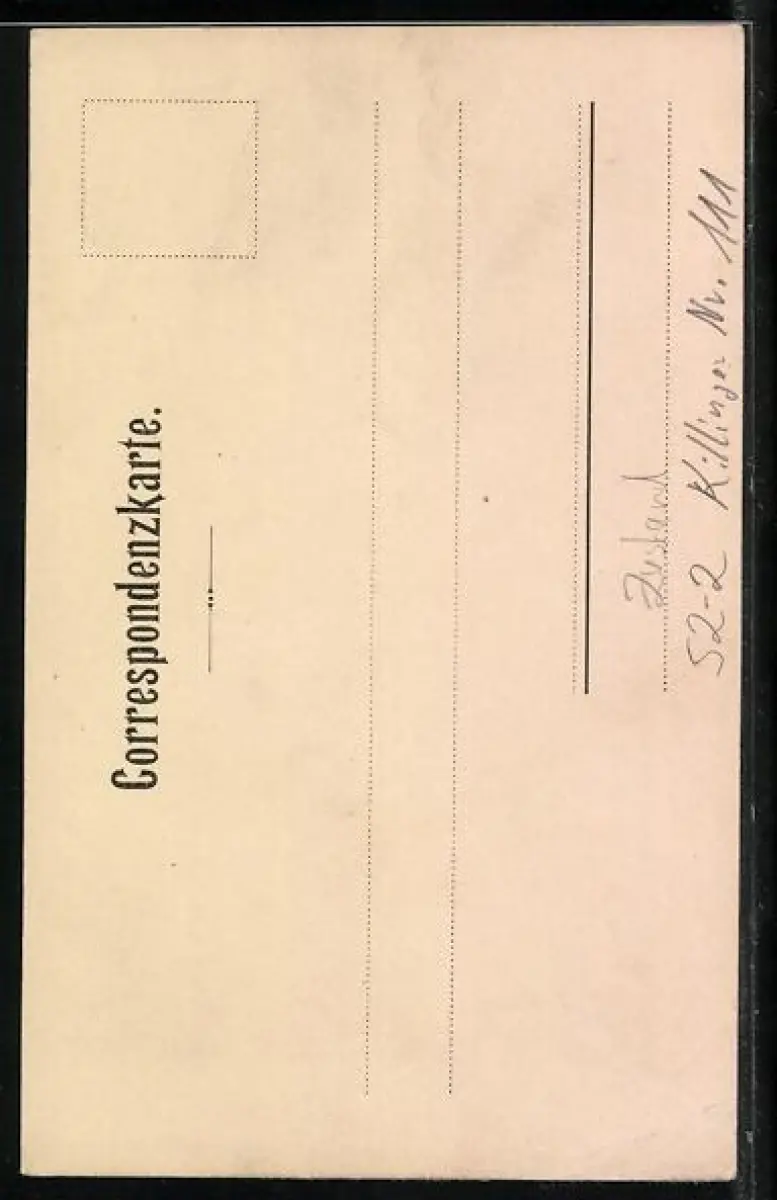 Correspondenzkarte.
Zustand
52-2 Killinger Nr. 111